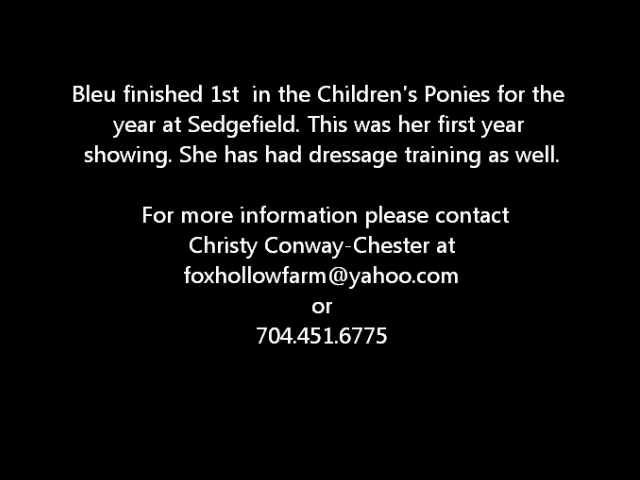 Bleu finished 1st  in the Children's Ponies for the
year at Sedgefield. This was her first year
showing. She has had dressage training as well.
For more information please contact
Christy Conway-Chester at
foxhollowfarm@yahoo.com
or
704.451.6775